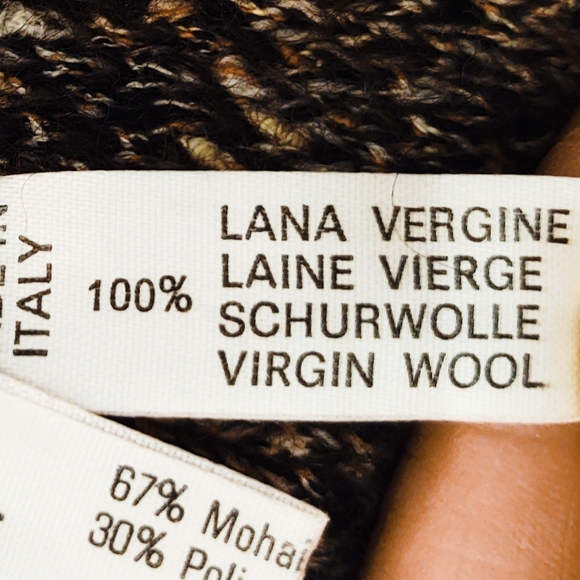 ITALY
100%
LANA VERGINE
LAINE VIERGE
SCHURWOLLE
VIRGIN WOOL
67%
30%